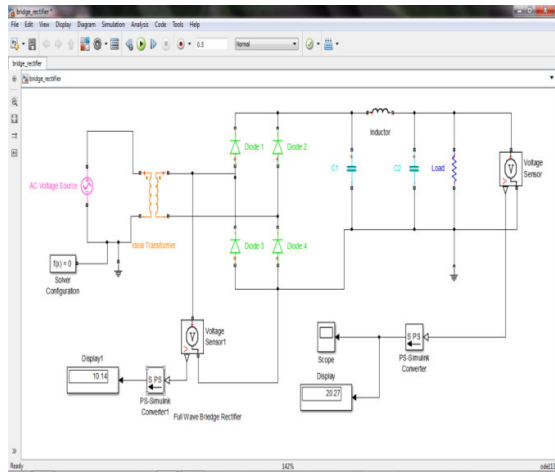 bridge_rectifier *
File Edit View Display Diagram Simulation Analysis Code Tools Help
0.5 Normal
bridge_rectifier
bridge_rectifier
Inductor
Diode 1 Diode 2
C1 C2 Load
Voltage
Sensor
AC Voltage Source
Ideal Transformer
Diode 3 Diode 4
f(x) = 0
Solver
Configuration
Voltage
Sensor1
Display1
10.14
S PS
PS-Simulink
Converter1
Full Wave Briedge Rectifier
Scope
S PS
PS-Simulink
Converter
Display
20.27
Ready 142%